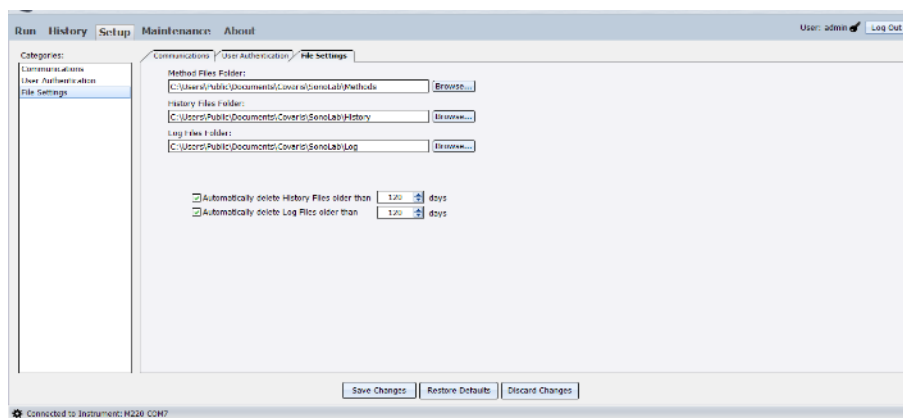 Run History Setup Maintenance About
User: admin Log Out
Categories:
Communications
User Authentication
File Settings
Communications User Authentication File Settings
Method Files Folder:
C:\Users\Public\Documents\Covaris\SonoLab\Methods Browse...
History Files Folder:
C:\Users\Public\Documents\Covaris\SonoLab\History Browse...
Log Files Folder:
C:\Users\Public\Documents\Covaris\SonoLab\Log Browse...
Automatically delete History Files older than 120 days
Automatically delete Log Files older than 120 days
Save Changes Restore Defaults Discard Changes
Connected to Instrument: M220 COM7